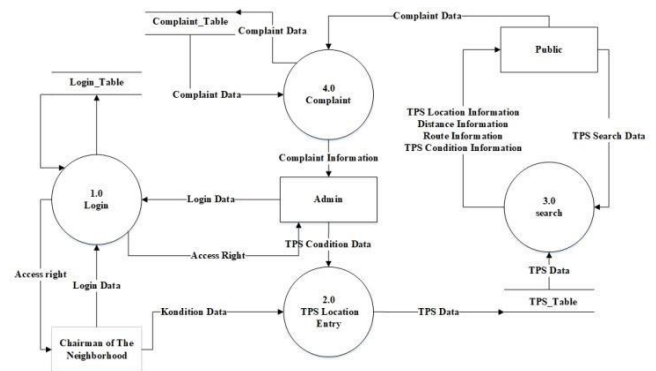 Complaint_Table
Complaint Data
Complaint Data
Public
Login_Table
Complaint Data
4.0
Complaint
TPS Location Information
Distance Information
Route Information
TPS Condition Information
TPS Search Data
Complaint Information
1.0
Login
Login Data
Admin
3.0
search
Access Right
TPS Condition Data
Access right
Login Data
TPS Data
2.0
TPS Location
Entry
Kondition Data
TPS Data
TPS_Table
Chairman of The
Neighborhood